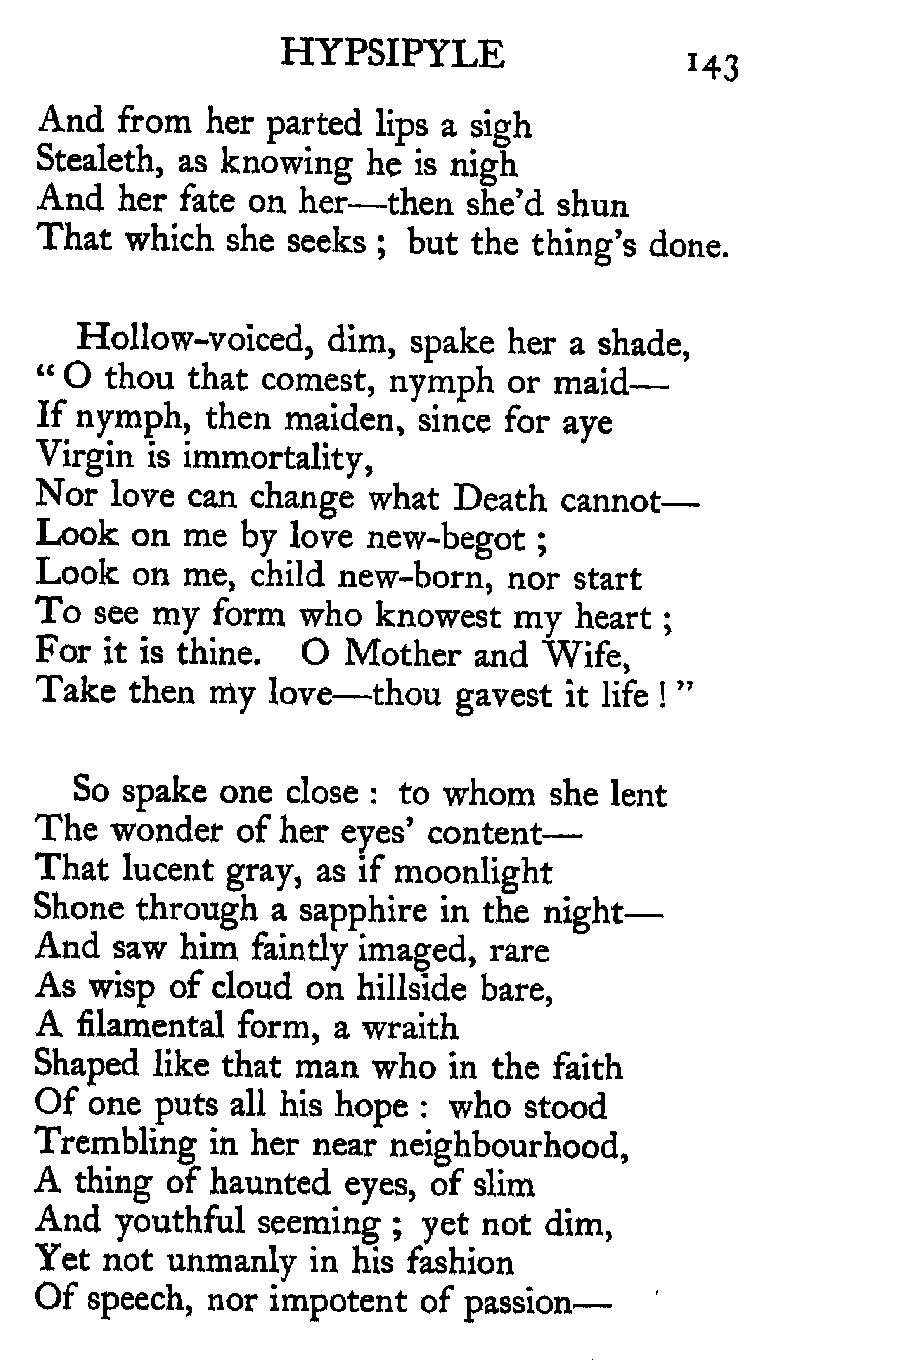 HYPSIPYLE 143
And from her parted lips a sigh
Stealeth, as knowing he is nigh
And her fate on her—then she’d shun
That which she seeks ; but the thing’s done.
Hollow-voiced, dim, spake her a shade,
“ O thou that comest, nymph or maid—
If nymph, then maiden, since for aye
Virgin is immortality,
Nor love can change what Death cannot—
Look on me by love new-begot ;
Look on me, child new-born, nor start
To see my form who knowest my heart ;
For it is thine. O Mother and Wife,
Take then my love—thou gavest it life ! ”
So spake one close : to whom she lent
The wonder of her eyes’ content—
That lucent gray, as if moonlight
Shone through a sapphire in the night—
And saw him faintly imaged, rare
As wisp of cloud on hillside bare,
A filamental form, a wraith
Shaped like that man who in the faith
Of one puts all his hope : who stood
Trembling in her near neighbourhood,
A thing of haunted eyes, of slim
And youthful seeming ; yet not dim,
Yet not unmanly in his fashion
Of speech, nor impotent of passion—